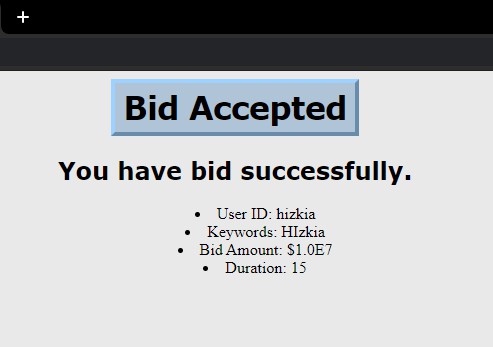 Bid Accepted
You have bid successfully.
• User ID: hizkia
• Keywords: HIzkia
• Bid Amount: $1.0E7
• Duration: 15